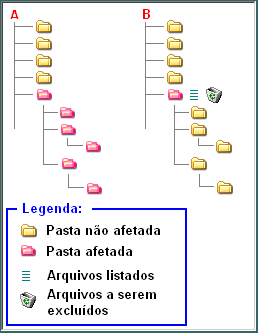 A
B
Legenda:
Pasta não afetada
Pasta afetada
Arquivos listados
Arquivos a serem
excluídos